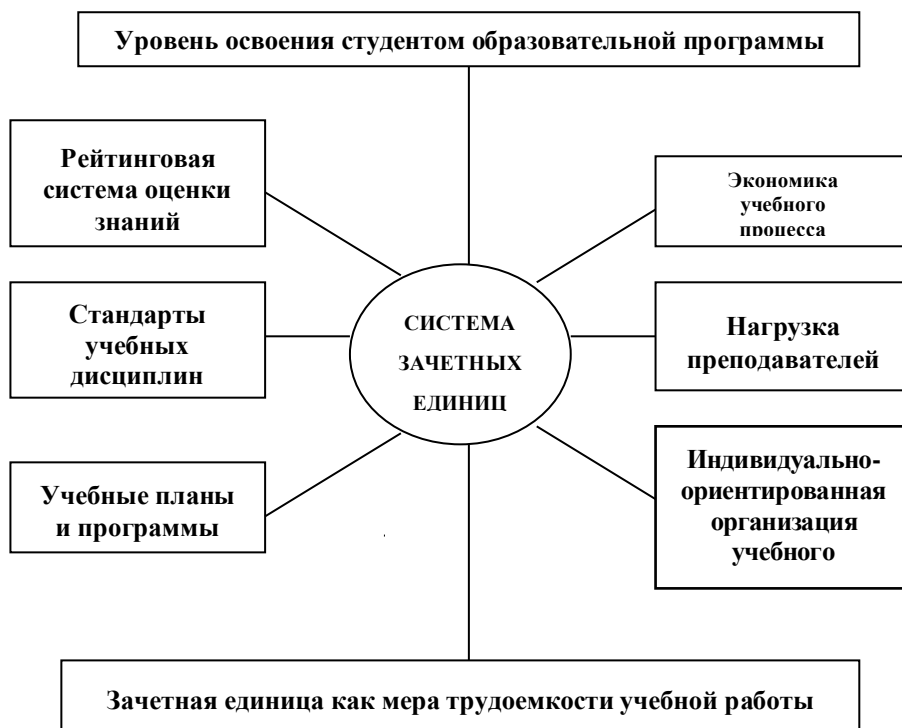 Уровень освоения студентом образовательной программы
Рейтинговая
система оценки
знаний
Экономика
учебного
процесса
Стандарты
учебных
дисциплин
СИСТЕМА
ЗАЧЕТНЫХ
ЕДИНИЦ
Нагрузка
преподавателей
Учебные планы
и программы
Индивидуально-
ориентированная
организация
учебного
Зачетная единица как мера трудоемкости учебной работы